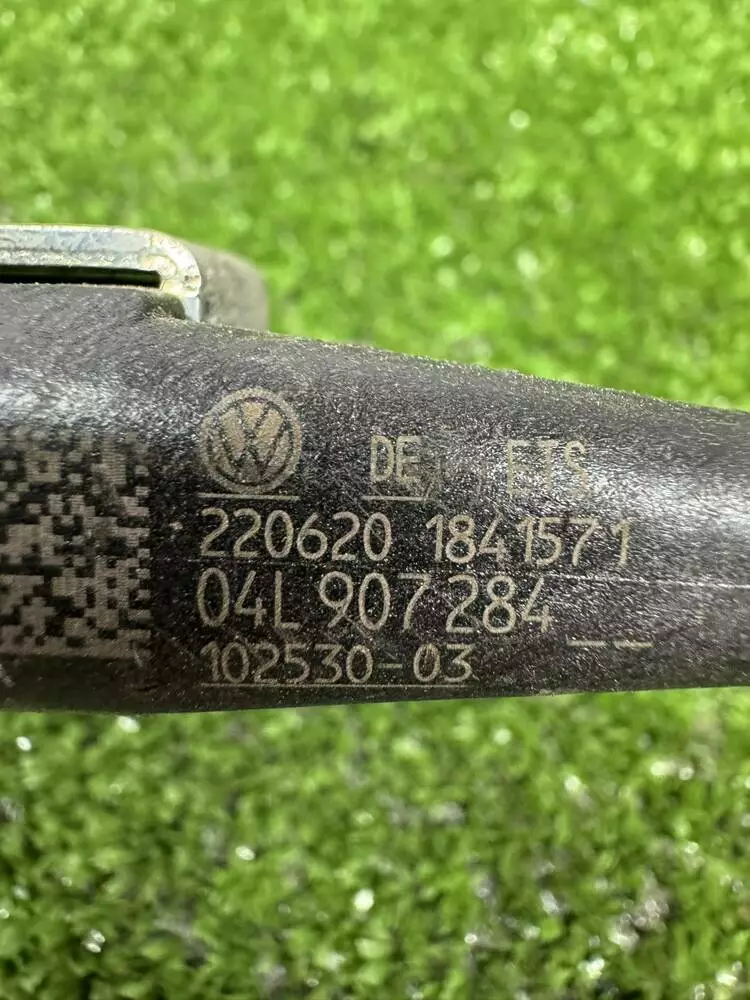 DE ETS
220620 1841571
04L 907 284 _ _
102530-03